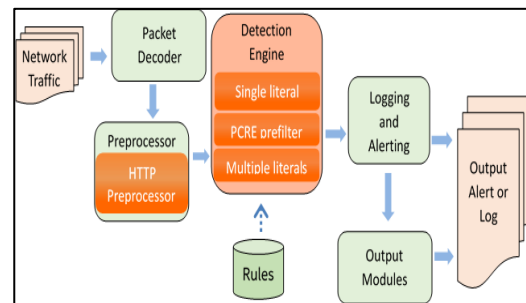 Network
Traffic
Packet
Decoder
Preprocessor
HTTP
Preprocessor
Detection
Engine
Single literal
PCRE prefilter
Multiple literals
Rules
Logging
and
Alerting
Output
Modules
Output
Alert or
Log